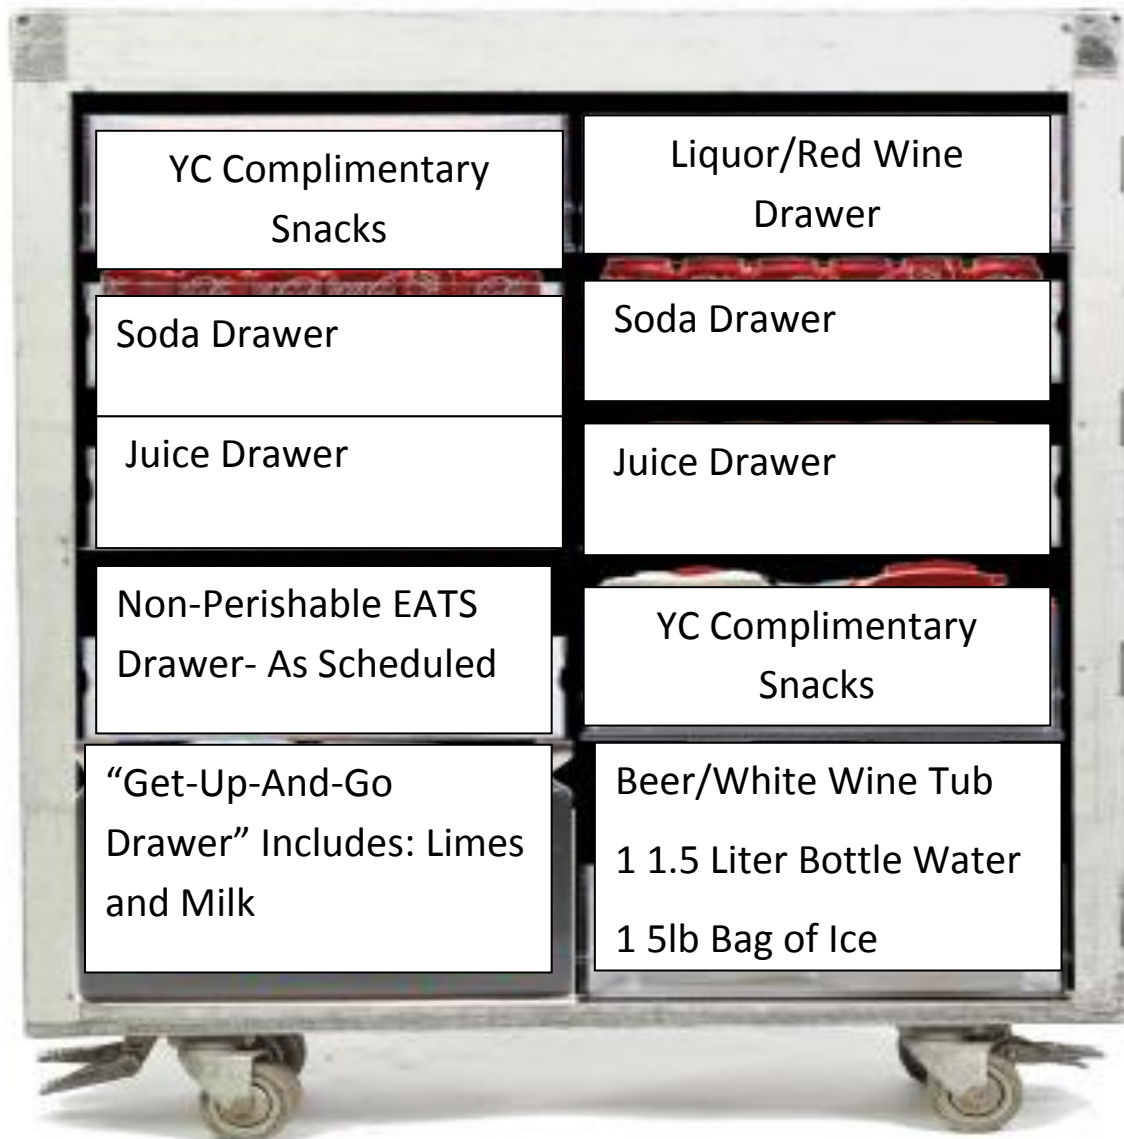 YC Complimentary
Snacks
Liquor/Red Wine
Drawer
Soda Drawer
Soda Drawer
Juice Drawer
Juice Drawer
Non-Perishable EATS
Drawer- As Scheduled
YC Complimentary
Snacks
“Get-Up-And-Go
Drawer” Includes: Limes
and Milk
Beer/White Wine Tub
1 1.5 Liter Bottle Water
1 5lb Bag of Ice